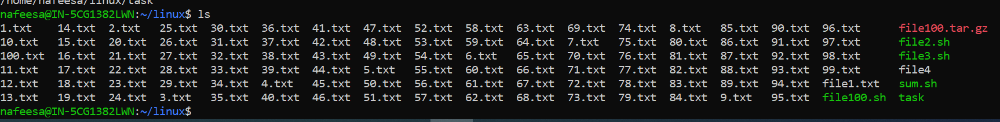 /home/nafeesa/linux/task
nafeesa@IN-5CG1382LWN:~/linux$ ls
1.txt 14.txt 2.txt 25.txt 30.txt 36.txt 41.txt 47.txt 52.txt 58.txt 63.txt 69.txt 74.txt 8.txt 85.txt 90.txt 96.txt file100.tar.gz
10.txt 15.txt 20.txt 26.txt 31.txt 37.txt 42.txt 48.txt 53.txt 59.txt 64.txt 7.txt 75.txt 80.txt 86.txt 91.txt 97.txt file2.sh
100.txt 16.txt 21.txt 27.txt 32.txt 38.txt 43.txt 49.txt 54.txt 6.txt 65.txt 70.txt 76.txt 81.txt 87.txt 92.txt 98.txt file3.sh
11.txt 17.txt 22.txt 28.txt 33.txt 39.txt 44.txt 5.txt 55.txt 60.txt 66.txt 71.txt 77.txt 82.txt 88.txt 93.txt 99.txt file4
12.txt 18.txt 23.txt 29.txt 34.txt 4.txt 45.txt 50.txt 56.txt 61.txt 67.txt 72.txt 78.txt 83.txt 89.txt 94.txt file1.txt sum.sh
13.txt 19.txt 24.txt 3.txt 35.txt 40.txt 46.txt 51.txt 57.txt 62.txt 68.txt 73.txt 79.txt 84.txt 9.txt 95.txt file100.sh task
nafeesa@IN-5CG1382LWN:~/linux$